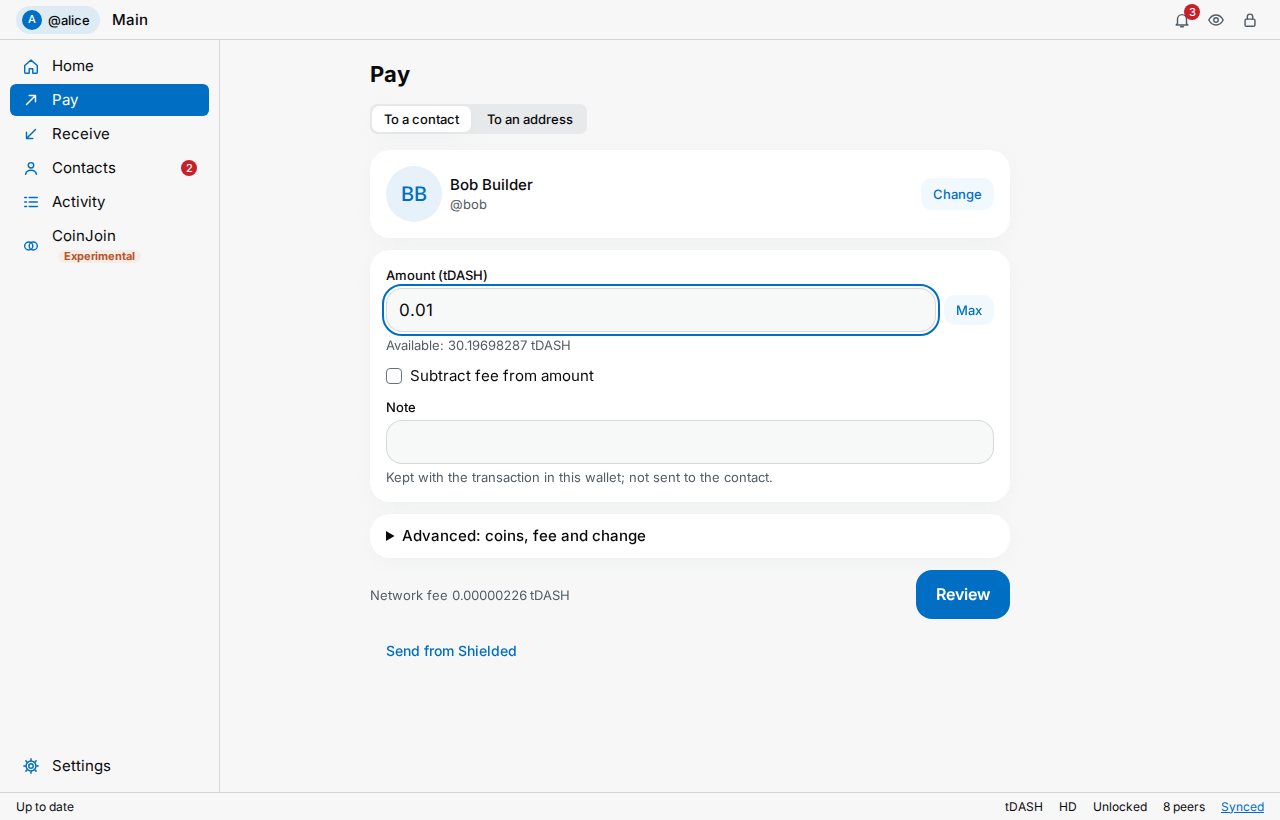 A @alice Main 3
Home
Pay
Receive
Contacts 2
Activity
CoinJoin
Experimental
Settings
Pay
To a contact To an address
BB
Bob Builder
@bob
Change
Amount (tDASH)
0.01
Max
Available: 30.19698287 tDASH
Subtract fee from amount
Note
Kept with the transaction in this wallet; not sent to the contact.
Advanced: coins, fee and change
Network fee 0.00000226 tDASH
Review
Send from Shielded
Up to date tDASH HD Unlocked 8 peers Synced